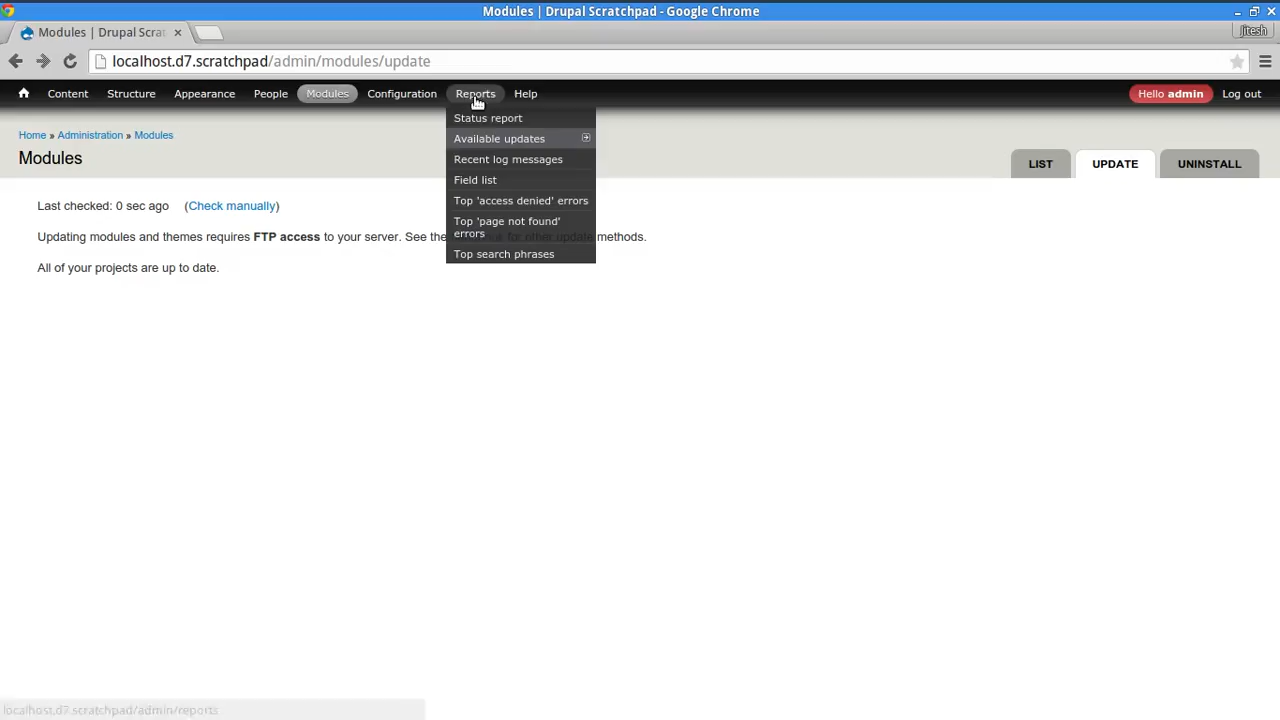 Modules | Drupal Scratchpad - Google Chrome
Modules | Drupal Scrat
jitesh
localhost.d7.scratchpad/admin/modules/update
Content Structure Appearance People Modules Configuration Reports Help Hello admin Log out
Status report
Available updates
Recent log messages
Field list
Top 'access denied' errors
Top 'page not found'
errors
Top search phrases
Home » Administration » Modules
Modules
LIST UPDATE UNINSTALL
Last checked: 0 sec ago (Check manually)
Updating modules and themes requires FTP access to your server. See the for other update methods.
All of your projects are up to date.
localhost.d7.scratchpad/admin/reports